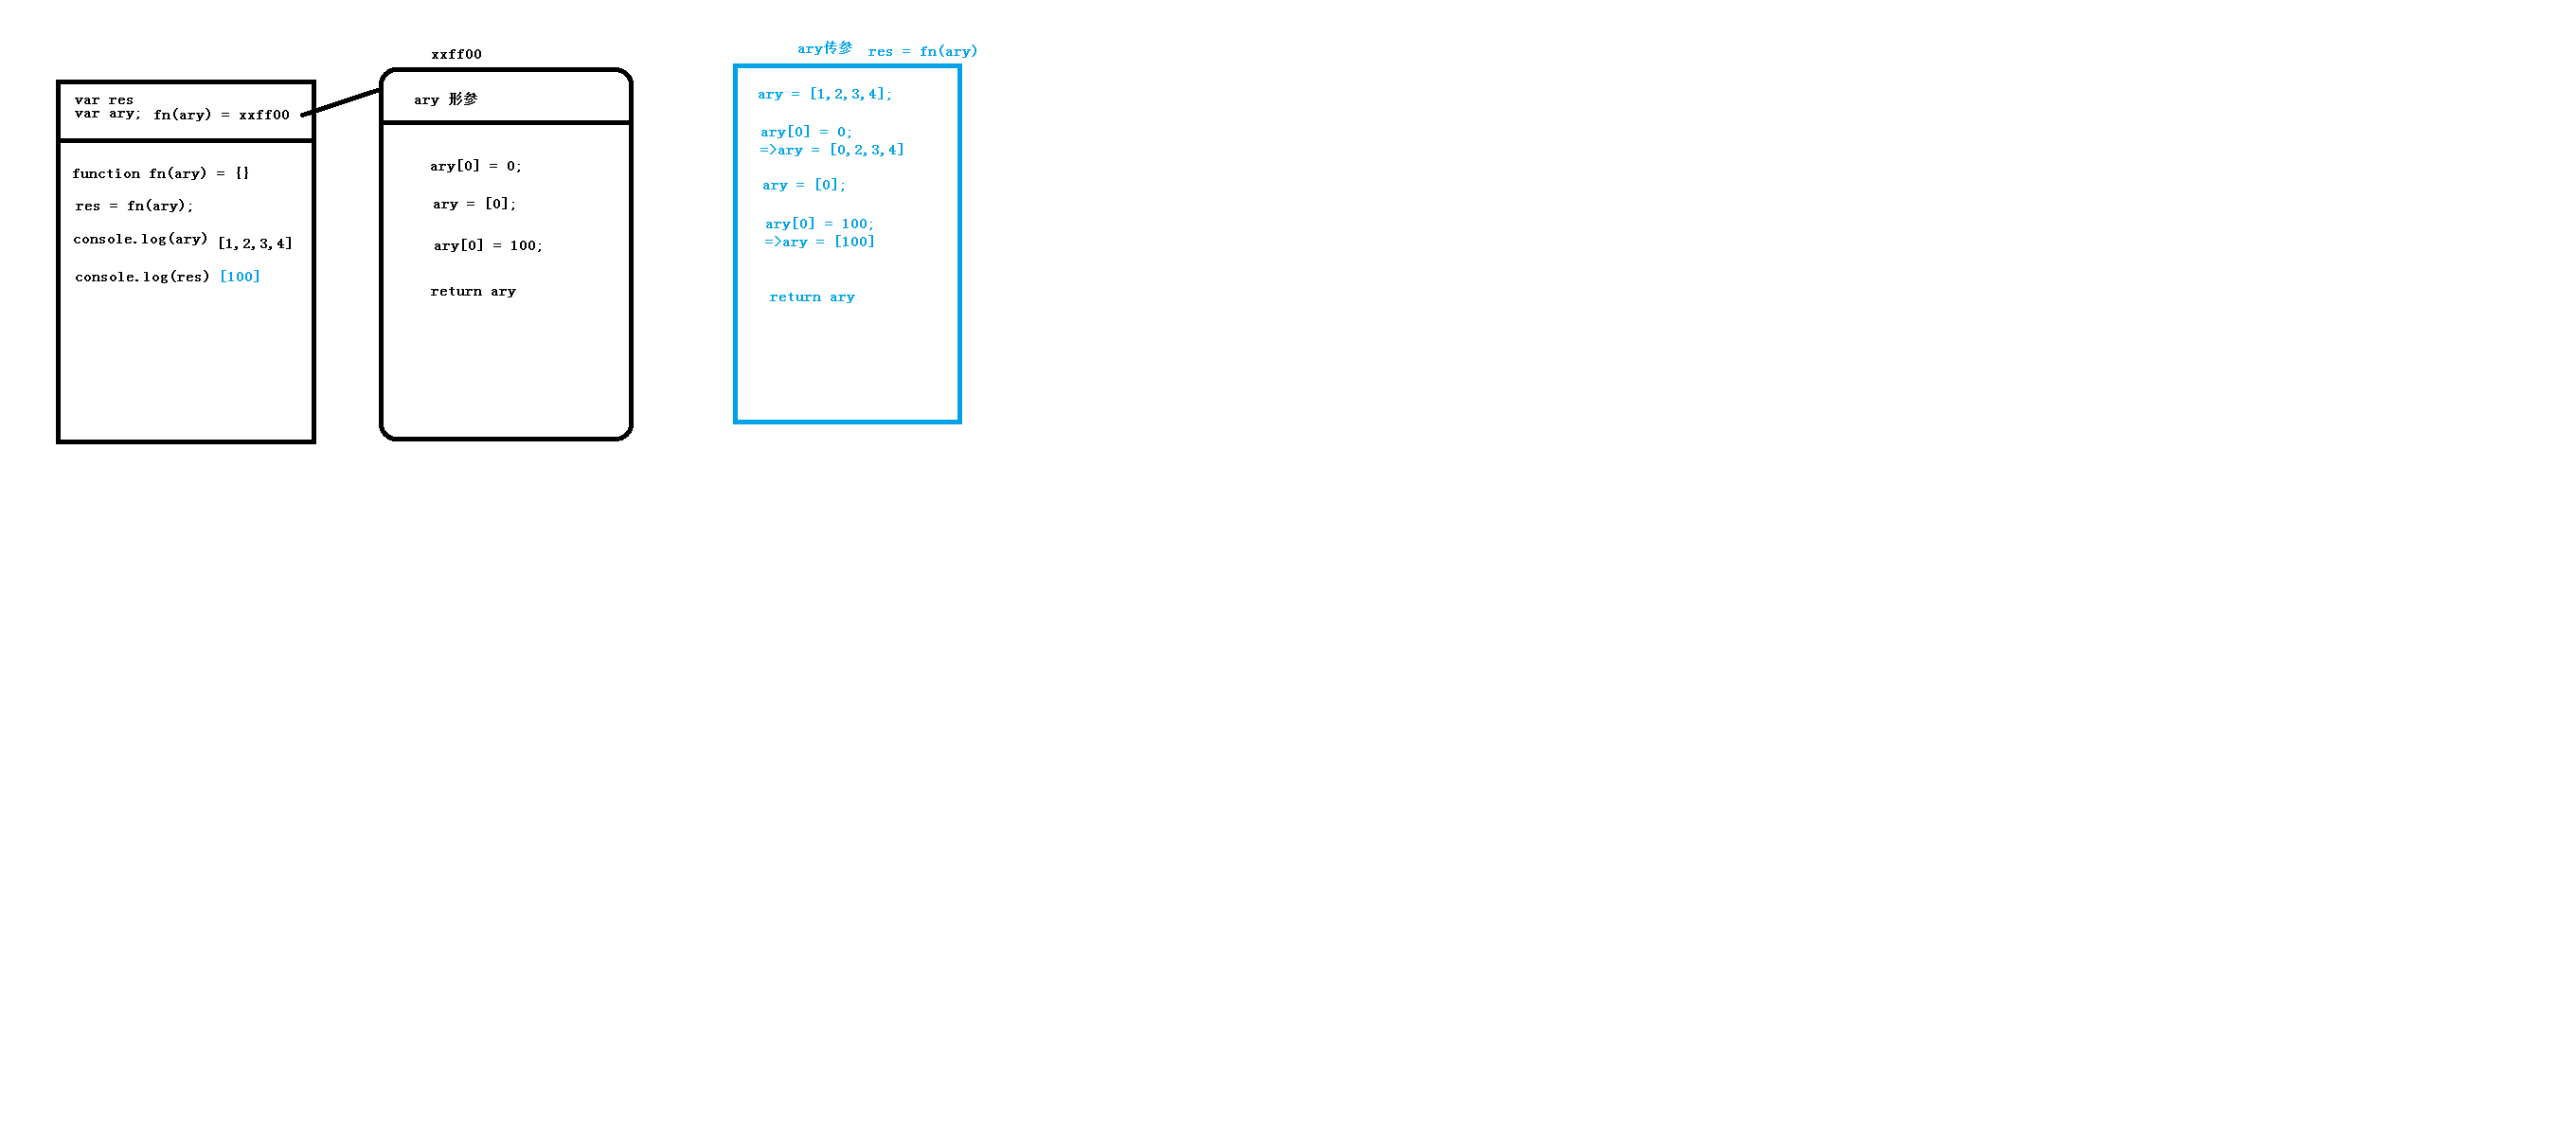 var res
var ary; fn(ary) = xxff00
function fn(ary) = {}
res = fn(ary);
console.log(ary) [1,2,3,4]
console.log(res) [100]
xxff00
ary 形参
ary[0] = 0;
ary = [0];
ary[0] = 100;
return ary
ary传参 res = fn(ary)
ary = [1,2,3,4];
ary[0] = 0;
=>ary = [0,2,3,4]
ary = [0];
ary[0] = 100;
=>ary = [100]
return ary